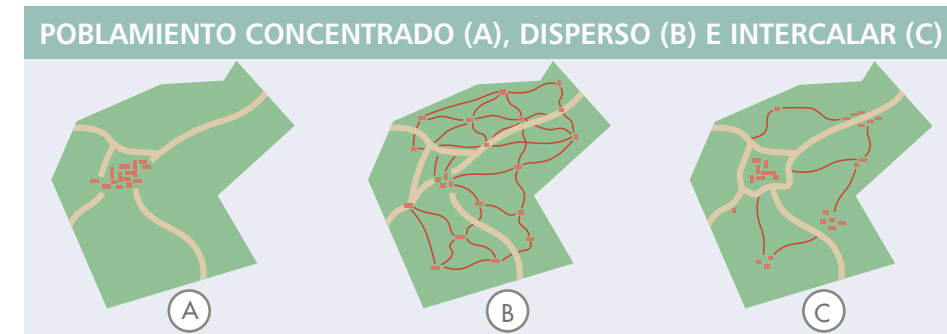 POBLAMIENTO CONCENTRADO (A), DISPERSO (B) E INTERCALAR (C)
A B C